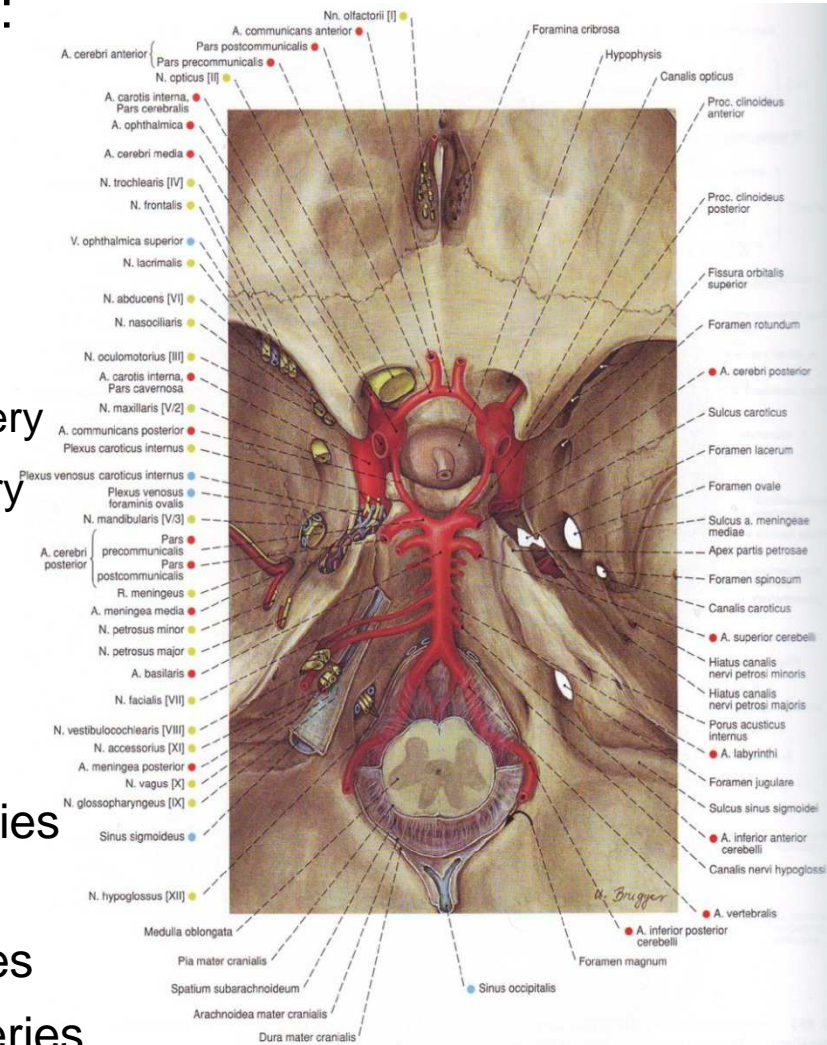 :
Nn. olfactorii [I]
A. communicans anterior
Pars postcommunicalis
A. cerebri anterior
Pars precommunicalis
N. opticus [II]
A. carotis interna,
Pars cerebralis
A. ophthalmica
A. cerebri media
N. trochlearis [IV]
N. frontalis
V. ophthalmica superior
N. lacrimalis
N. abducens [VI]
N. nasociliaris
N. oculomotorius [III]
A. carotis interna,
Pars cavernosa
N. maxillaris [V/2]
A. communicans posterior
Plexus caroticus internus
Plexus venosus caroticus internus
Plexus venosus
foraminis ovalis
N. mandibularis [V/3]
A. cerebri
posterior
Pars
precommunicalis
Pars
postcommunicalis
R. meningeus
A. meningea media
N. petrosus minor
N. petrosus major
A. basilaris
N. facialis [VII]
N. vestibulocochlearis [VIII]
N. accessorius [XI]
A. meningea posterior
N. vagus [X]
N. glossopharyngeus [IX]
Sinus sigmoideus
N. hypoglossus [XII]
Medulla oblongata
Pia mater cranialis
Spatium subarachnoideum
Arachnoidea mater cranialis
Dura mater cranialis
ery
ry
ies
es
eries
Foramina cribrosa
Hypophysis
Canalis opticus
Proc. clinoideus
anterior
Proc. clinoideus
posterior
Fissura orbitalis
superior
Foramen rotundum
A. cerebri posterior
Sulcus caroticus
Foramen lacerum
Foramen ovale
Sulcus a. meningeae
mediae
Apex partis petrosae
Foramen spinosum
Canalis caroticus
A. superior cerebelli
Hiatus canalis
nervi petrosi minoris
Hiatus canalis
nervi petrosi majoris
Porus acusticus
internus
A. labyrinthi
Foramen jugulare
Sulcus sinus sigmoidei
A. inferior anterior
cerebelli
Canalis nervi hypoglossi
A. vertebralis
A. inferior posterior
cerebelli
Foramen magnum
Sinus occipitalis
U. Brugger